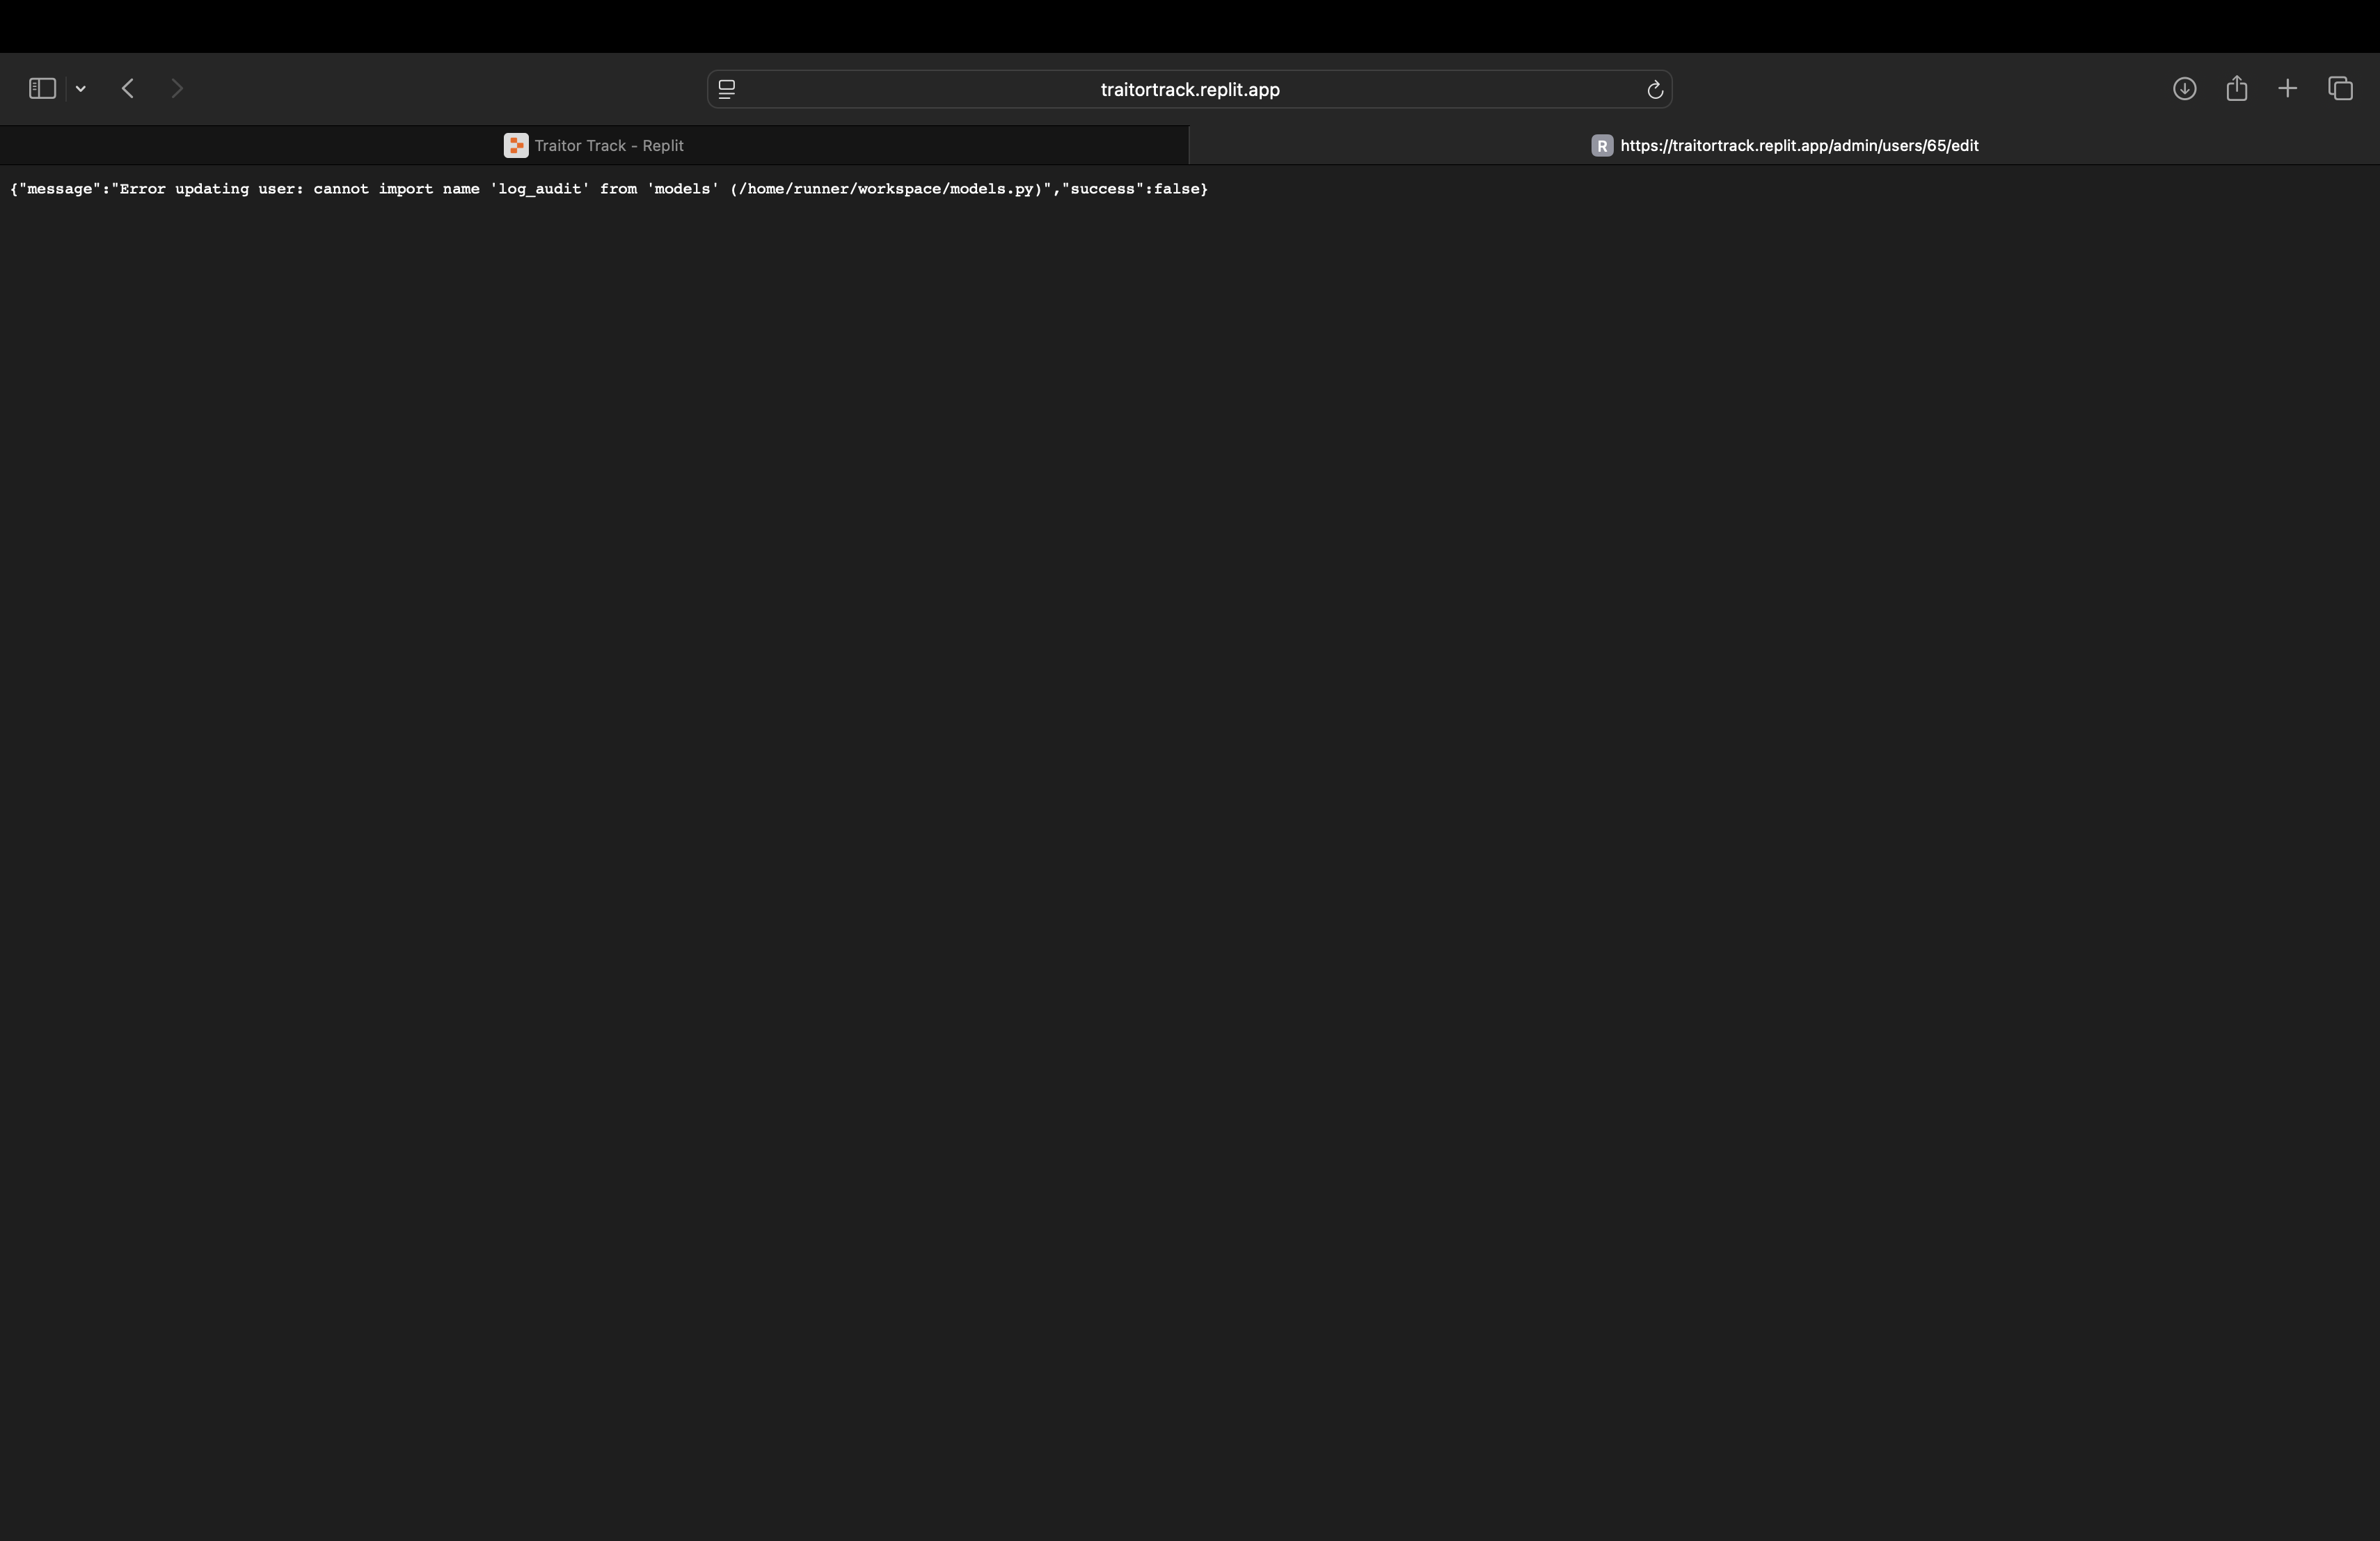 traitortrack.replit.app
Traitor Track - Replit
R https://traitortrack.replit.app/admin/users/65/edit
{"message":"Error updating user: cannot import name 'log_audit' from 'models' (/home/runner/workspace/models.py)","success":false}